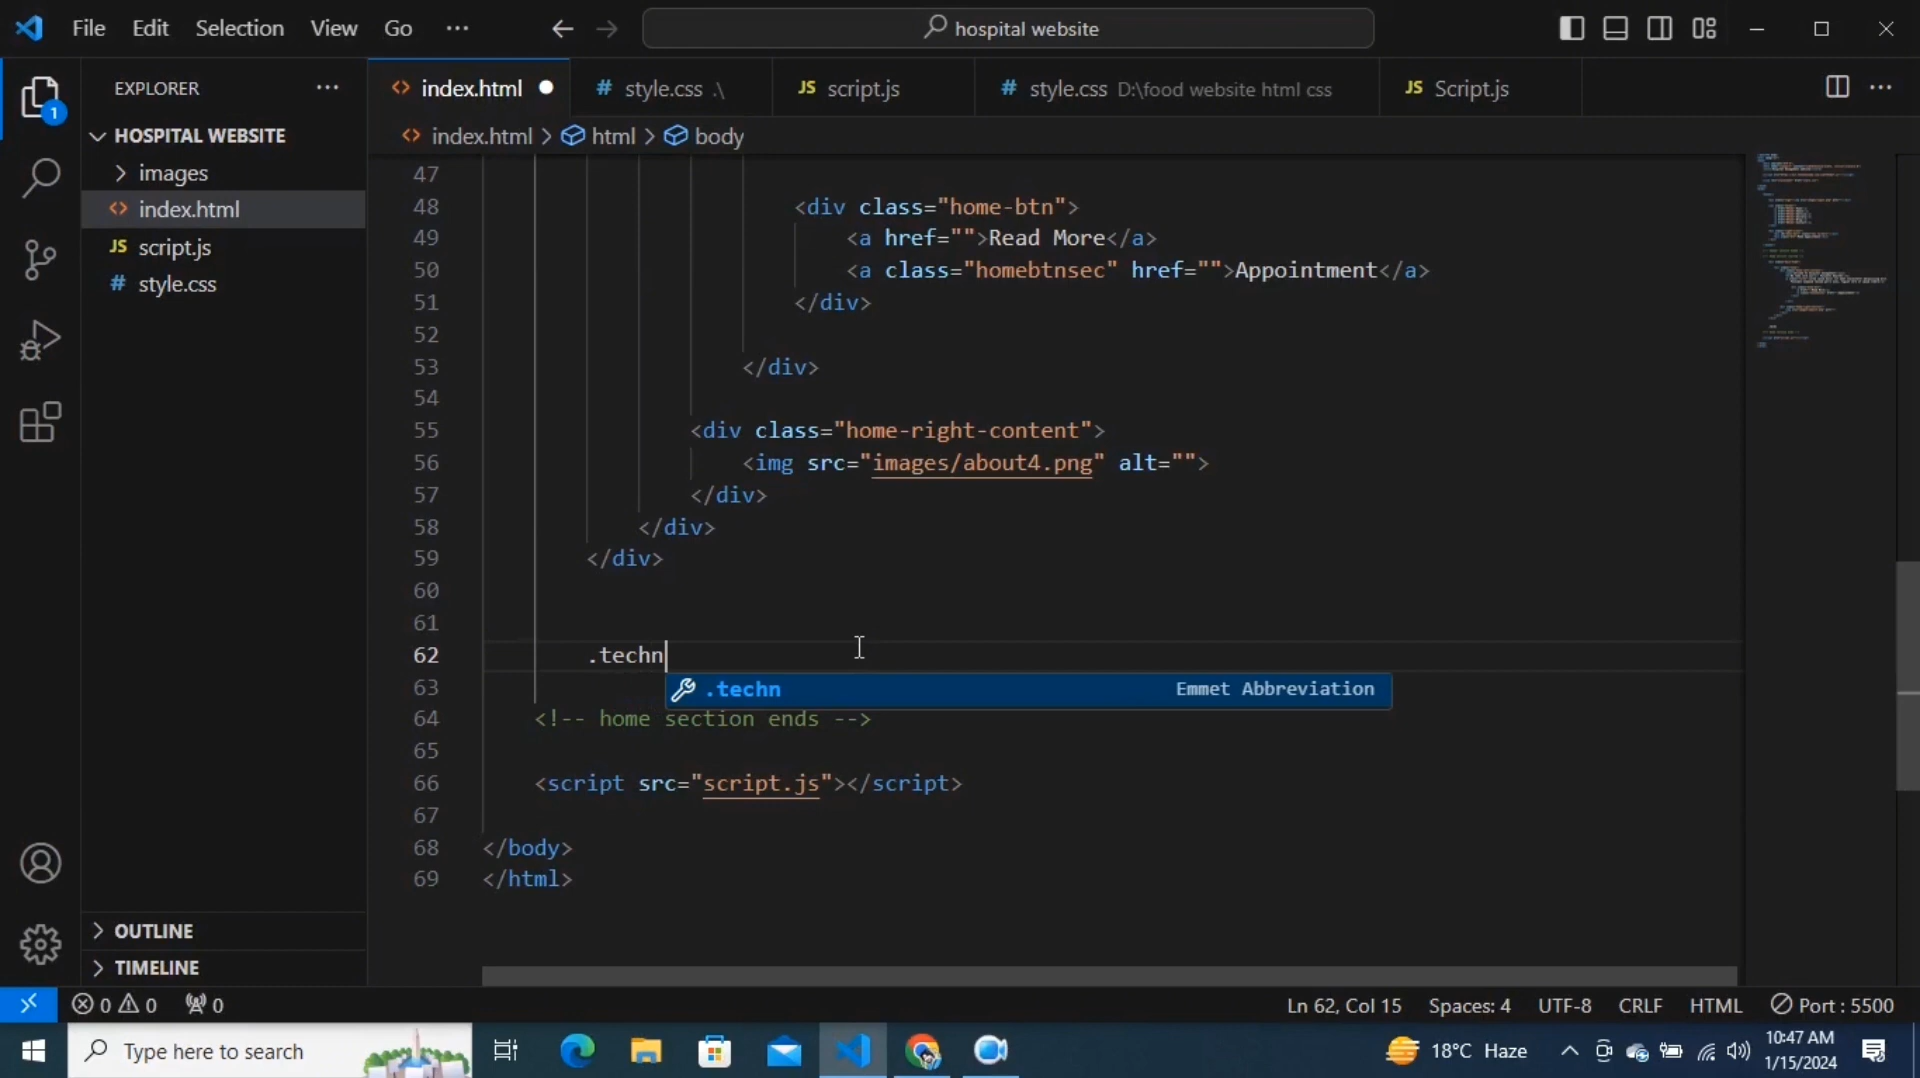 File Edit Selection View Go ··· hospital website
EXPLORER ···
index.html style.css .\ JS script.js # style.css D:\food website html css JS Script.js ···
1
HOSPITAL WEBSITE
index.html > html > body
images
index.html
JS script.js
# style.css
47
48 <div class="home-btn">
49 <a href="">Read More</a>
50 <a class="homebtnsec" href="">Appointment</a>
51 </div>
52
53 </div>
54
55 <div class="home-right-content">
56 <img src="images/about4.png" alt="">
57 </div>
58 </div>
59 </div>
60
61
62 .techn
63 .techn Emmet Abbreviation
64 <!-- home section ends -->
65
66 <script src="script.js"></script>
67
68 </body>
69 </html>
OUTLINE
TIMELINE
0 0 0 Ln 62, Col 15 Spaces: 4 UTF-8 CRLF HTML Port : 5500
Type here to search 18°C Haze 10:47 AM
1/15/2024